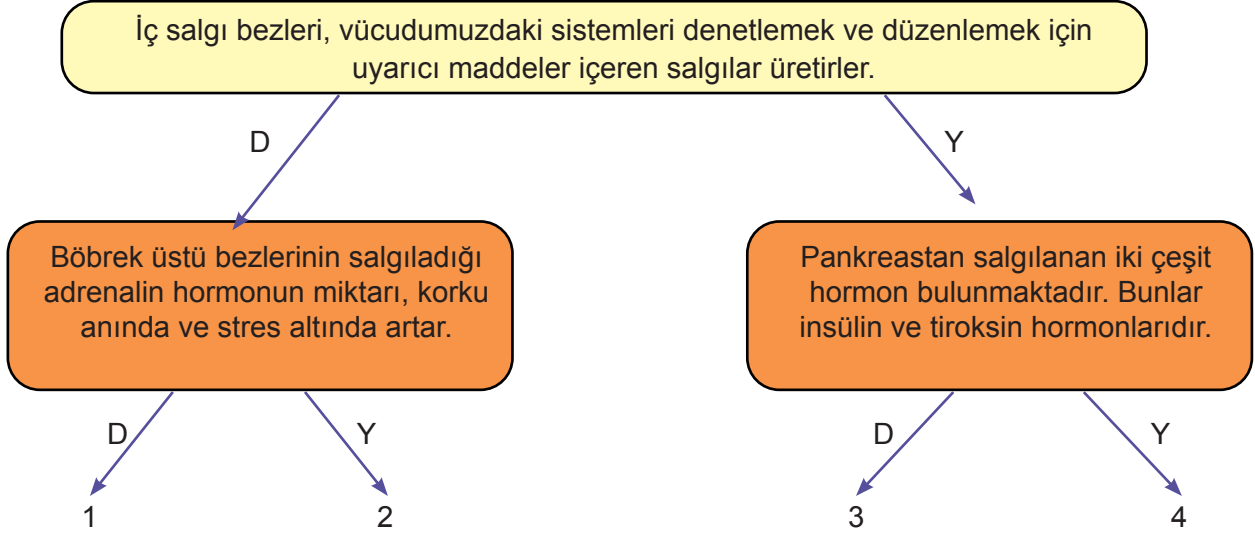 İç salgı bezleri, vücudumuzdaki sistemleri denetlemek ve düzenlemek için
uyarıcı maddeler içeren salgılar üretirler.
D
Y
Böbrek üstü bezlerinin salgıladığı
adrenalin hormonun miktarı, korku
anında ve stres altında artar.
Pankreastan salgılanan iki çeşit
hormon bulunmaktadır. Bunlar
insülin ve tiroksin hormonlarıdır.
D
Y
D
Y
1
2
3
4